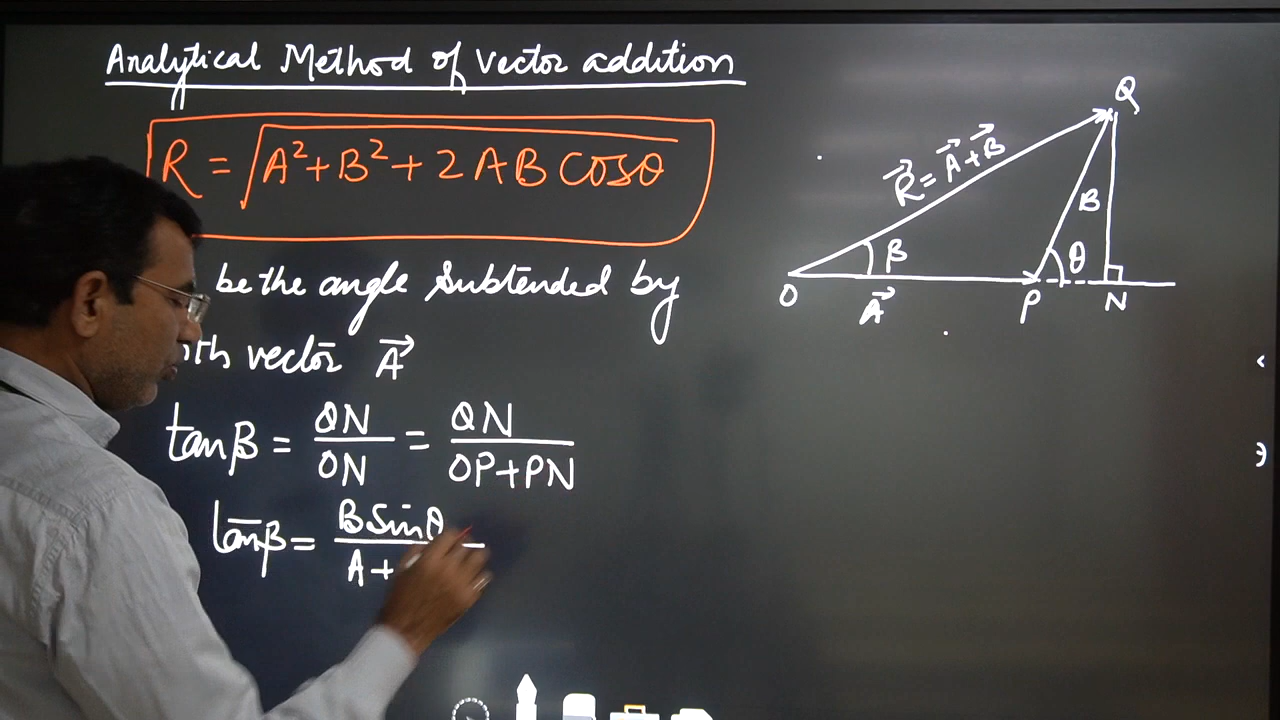 Analytical Method of vector addition
R = √A²+B²+2AB cosθ
be the angle subtended by
vector A⃗
tanβ = QN/ON = QN/OP+PN
tanβ = B sinθ/A+
Q
R⃗ = A⃗+B⃗
B
β
θ
O
A⃗
P
N